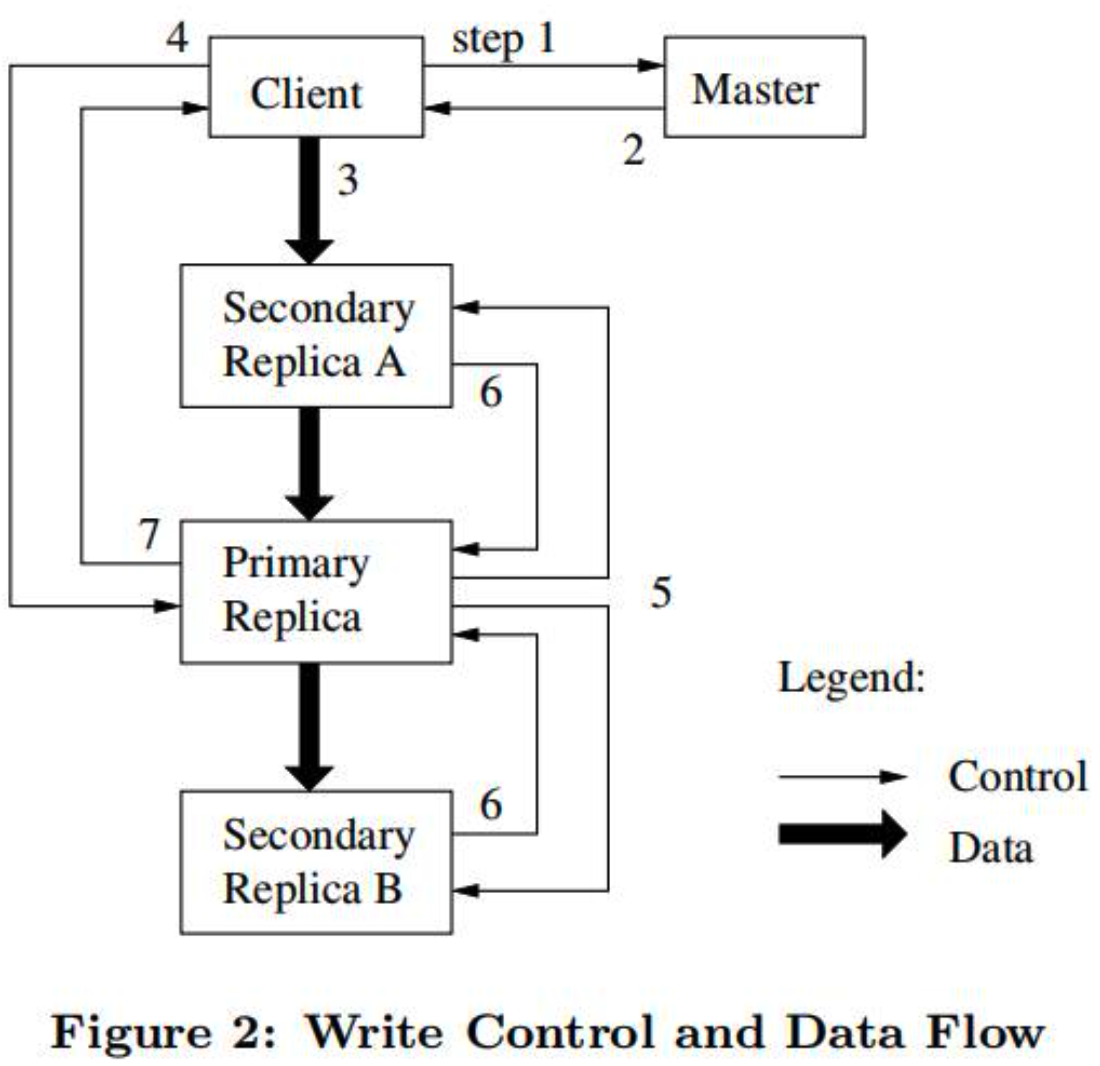 4
step 1
Client
Master
2
3
Secondary
Replica A
6
7
Primary
Replica
5
Legend:
Control
Data
6
Secondary
Replica B
Figure 2: Write Control and Data Flow